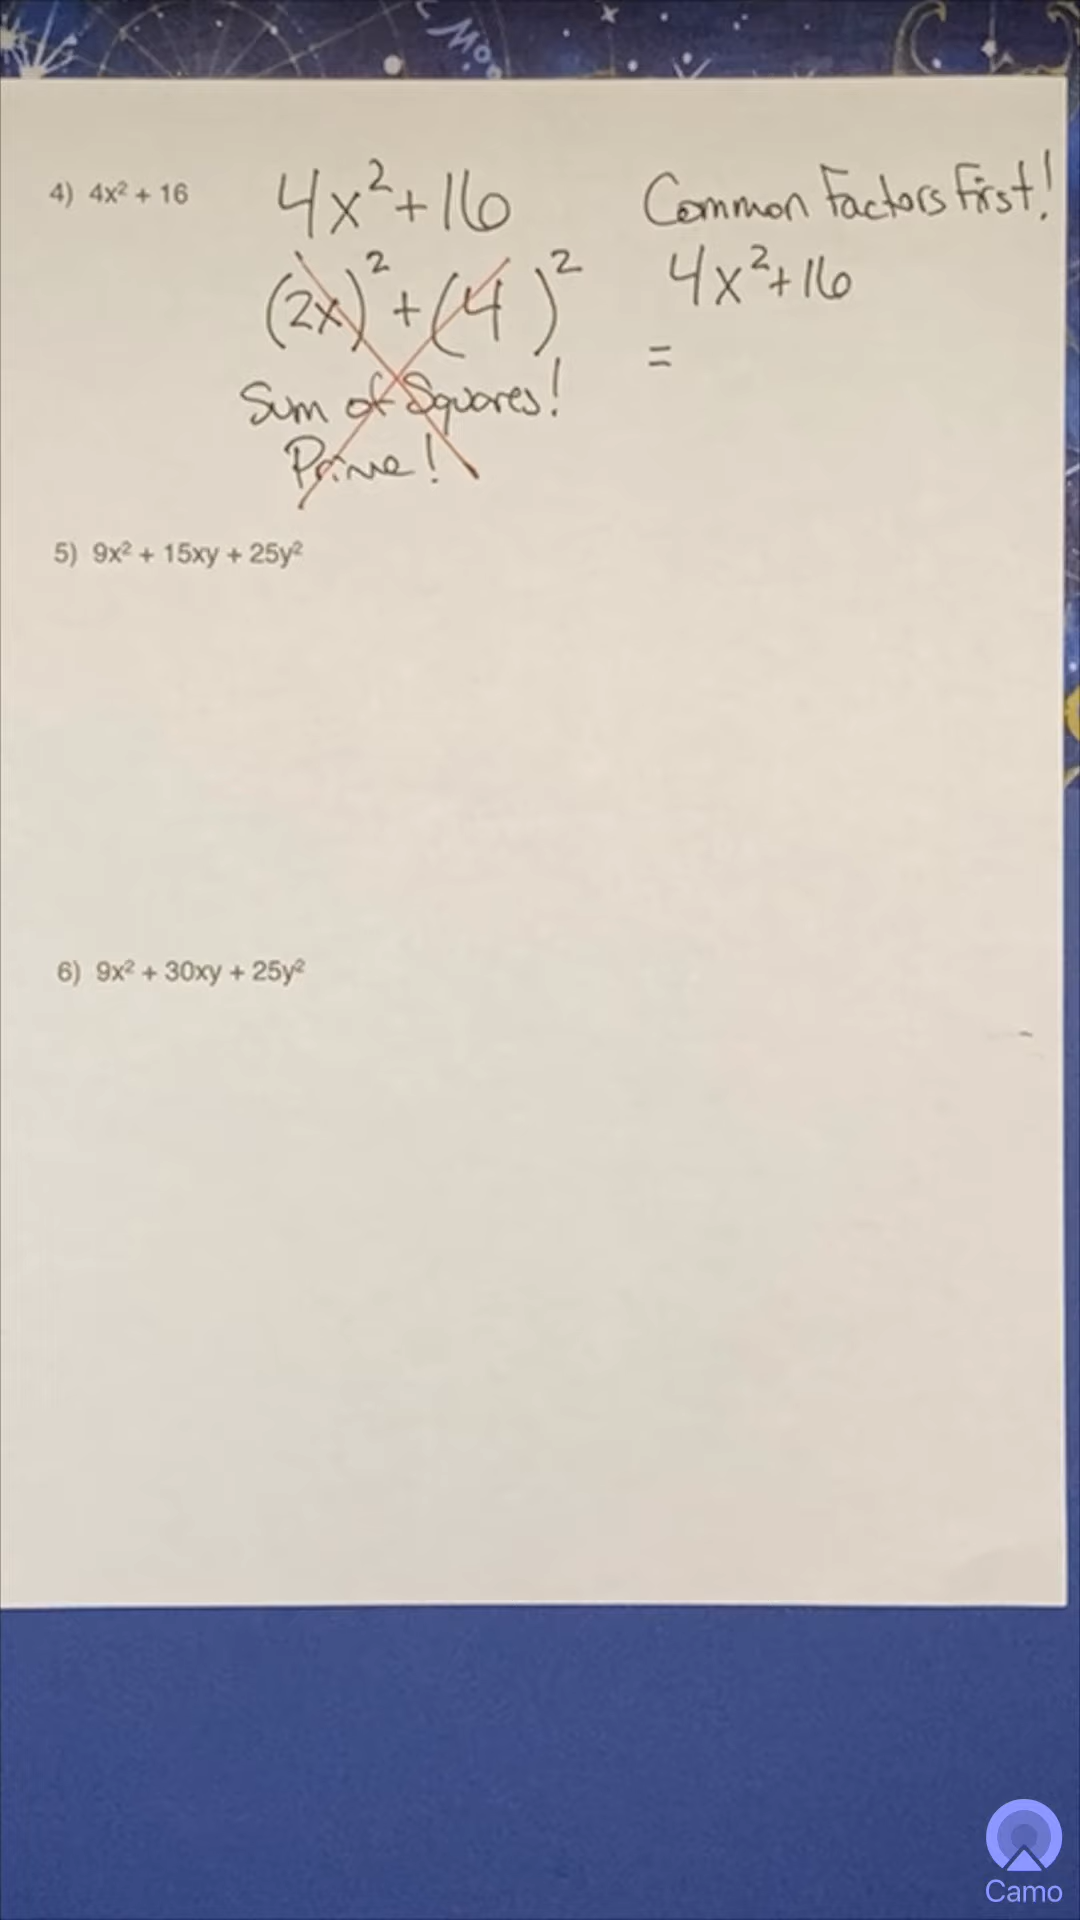 Moo
4) 4x² + 16
4x² + 16
(2x)² + (4)²
Sum of Squares!
Prime!
Common Factors First!
4x² + 16
=
5) 9x² + 15xy + 25y²
6) 9x² + 30xy + 25y²
Camo